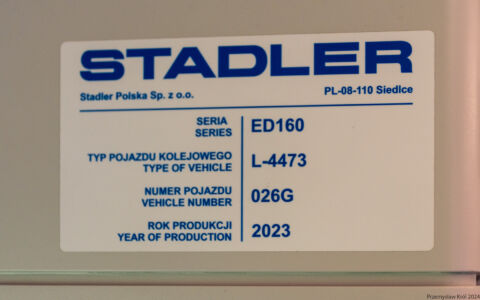 STADLER
Stadler Polska Sp. z o.o. PL-08-110 Siedlce
SERIA
SERIES ED160
TYP POJAZDU KOLEJOWEGO
TYPE OF VEHICLE L-4473
NUMER POJAZDU
VEHICLE NUMBER 026G
ROK PRODUKCJI
YEAR OF PRODUCTION 2023
Przemysław Król 2024